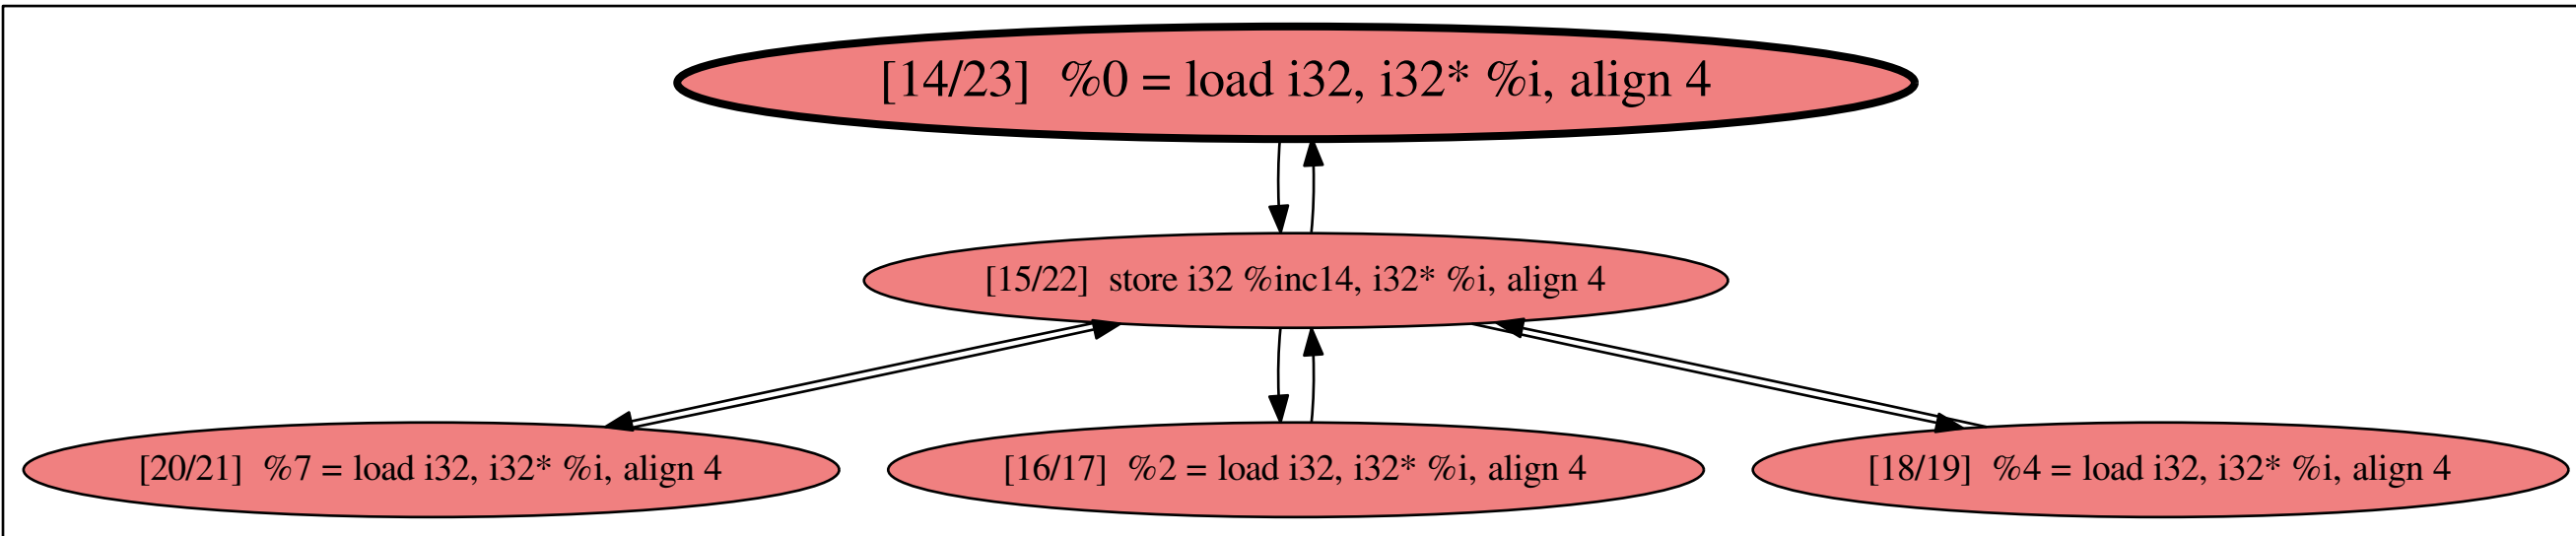 [14/23] %0 = load i32, i32* %i, align 4
[15/22] store i32 %inc14, i32* %i, align 4
[20/21] %7 = load i32, i32* %i, align 4
[16/17] %2 = load i32, i32* %i, align 4
[18/19] %4 = load i32, i32* %i, align 4